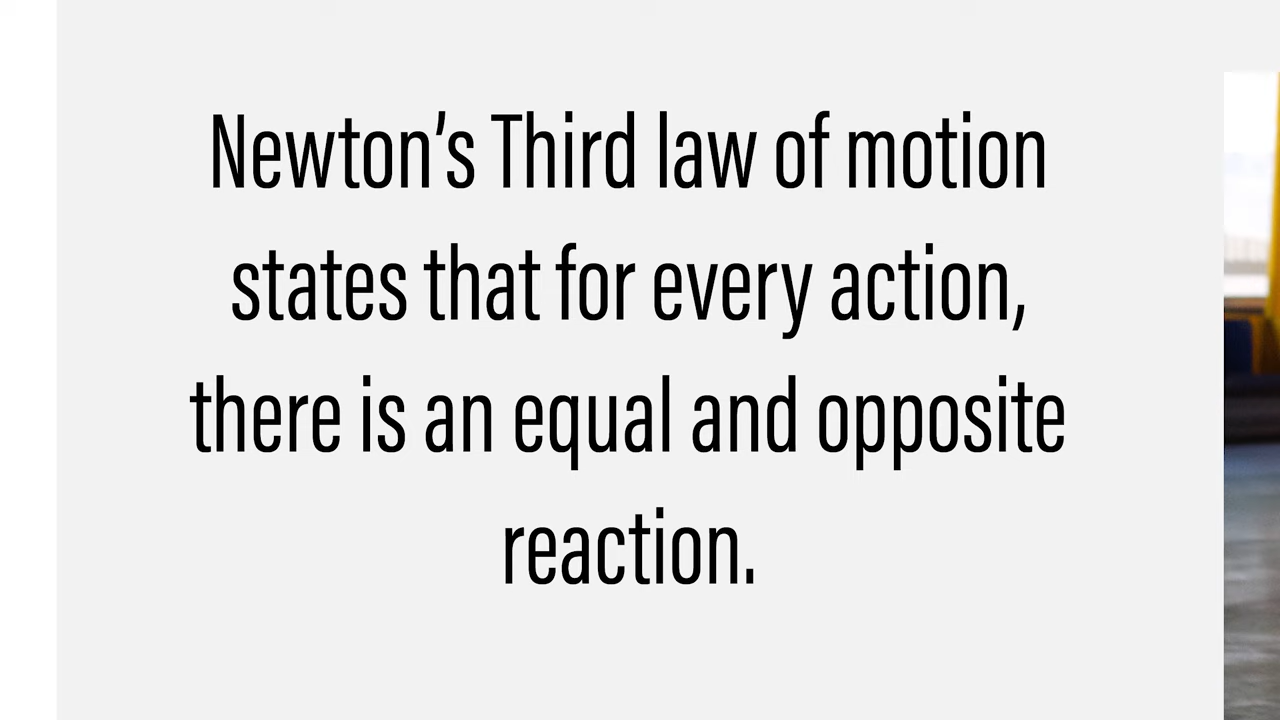 Newton’s Third law of motion
states that for every action,
there is an equal and opposite
reaction.